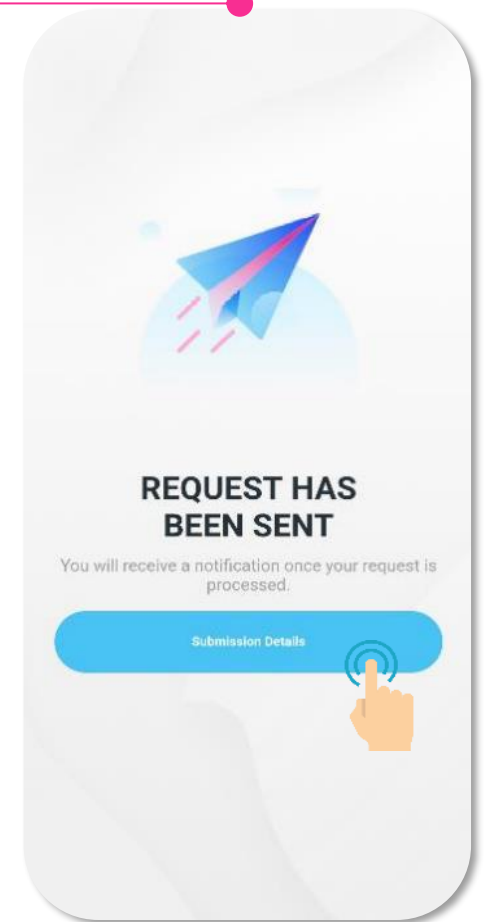 REQUEST HAS
BEEN SENT
You will receive a notification once your request is
processed.
Submission Details